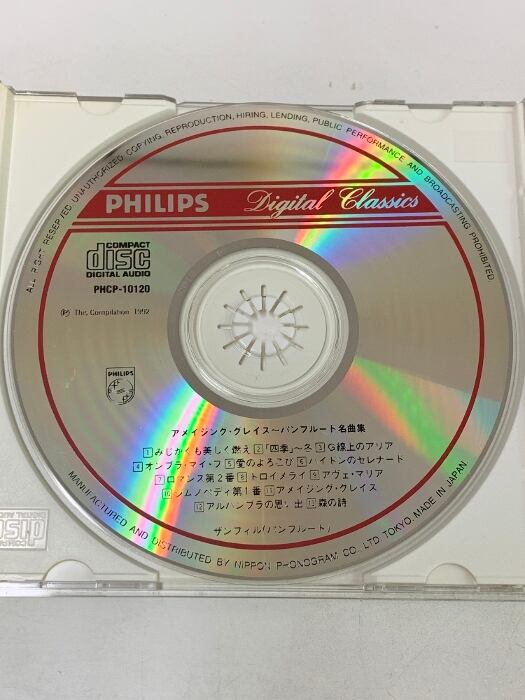 ALL RIGHT RESERVED. UNAUTHORIZED COPYING, REPRODUCTION, HIRING, LENDING, PUBLIC PERFORMANCE AND BROADCASTING PROHIBITED
PHILIPS Digital Classics
COMPACT
disc
DIGITAL AUDIO
PHCP-10120
Ⓟ The Compilation 1992
PHILIPS
アメイジング・グレイス〜パンフルート名曲集
1 みじかくも美しく燃え 2 「四季」〜冬 3 G線上のアリア
4 オンブラ・マイ・フ 5 愛のよろこび 6 ハイドンのセレナード
7 ロマンス第2番 8 トロイメライ 9 アヴェ・マリア
10 ジムノペディ第1番 11 アメイジング・グレイス
12 アルハンブラの思い出 13 森の詩
ザンフィル(パンフルート)
MANUFACTURED AND DISTRIBUTED BY NIPPON PHONOGRAM CO., LTD. TOKYO. MADE IN JAPAN.